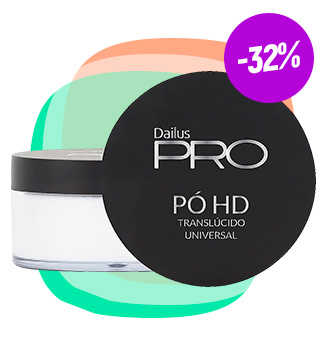 -32%
Dailus
PRO
PÓ HD
TRANSLÚCIDO
UNIVERSAL